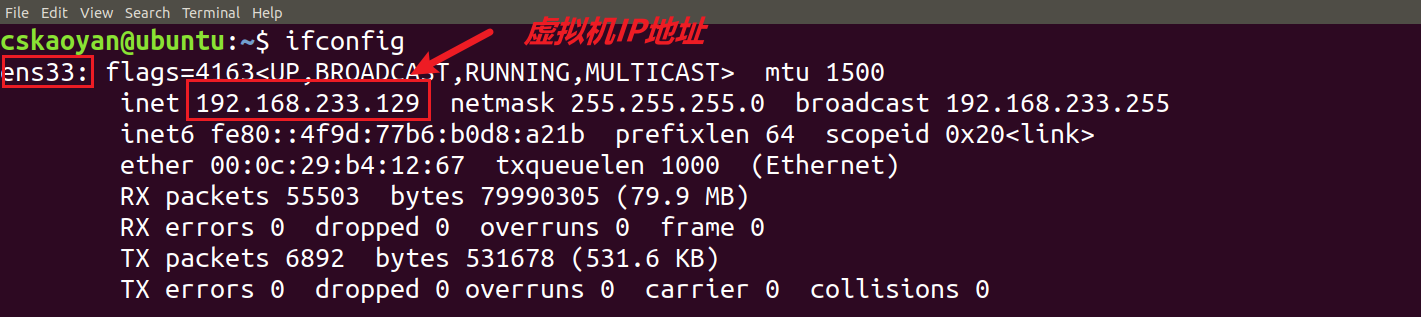 File Edit View Search Terminal Help
cskaoyan@ubuntu:~$ ifconfig
虚拟机IP地址
ens33: flags=4163<UP,BROADCAST,RUNNING,MULTICAST>  mtu 1500
inet 192.168.233.129  netmask 255.255.255.0  broadcast 192.168.233.255
inet6 fe80::4f9d:77b6:b0d8:a21b  prefixlen 64  scopeid 0x20<link>
ether 00:0c:29:b4:12:67  txqueuelen 1000  (Ethernet)
RX packets 55503  bytes 79990305 (79.9 MB)
RX errors 0  dropped 0  overruns 0  frame 0
TX packets 6892  bytes 531678 (531.6 KB)
TX errors 0  dropped 0 overruns 0  carrier 0  collisions 0